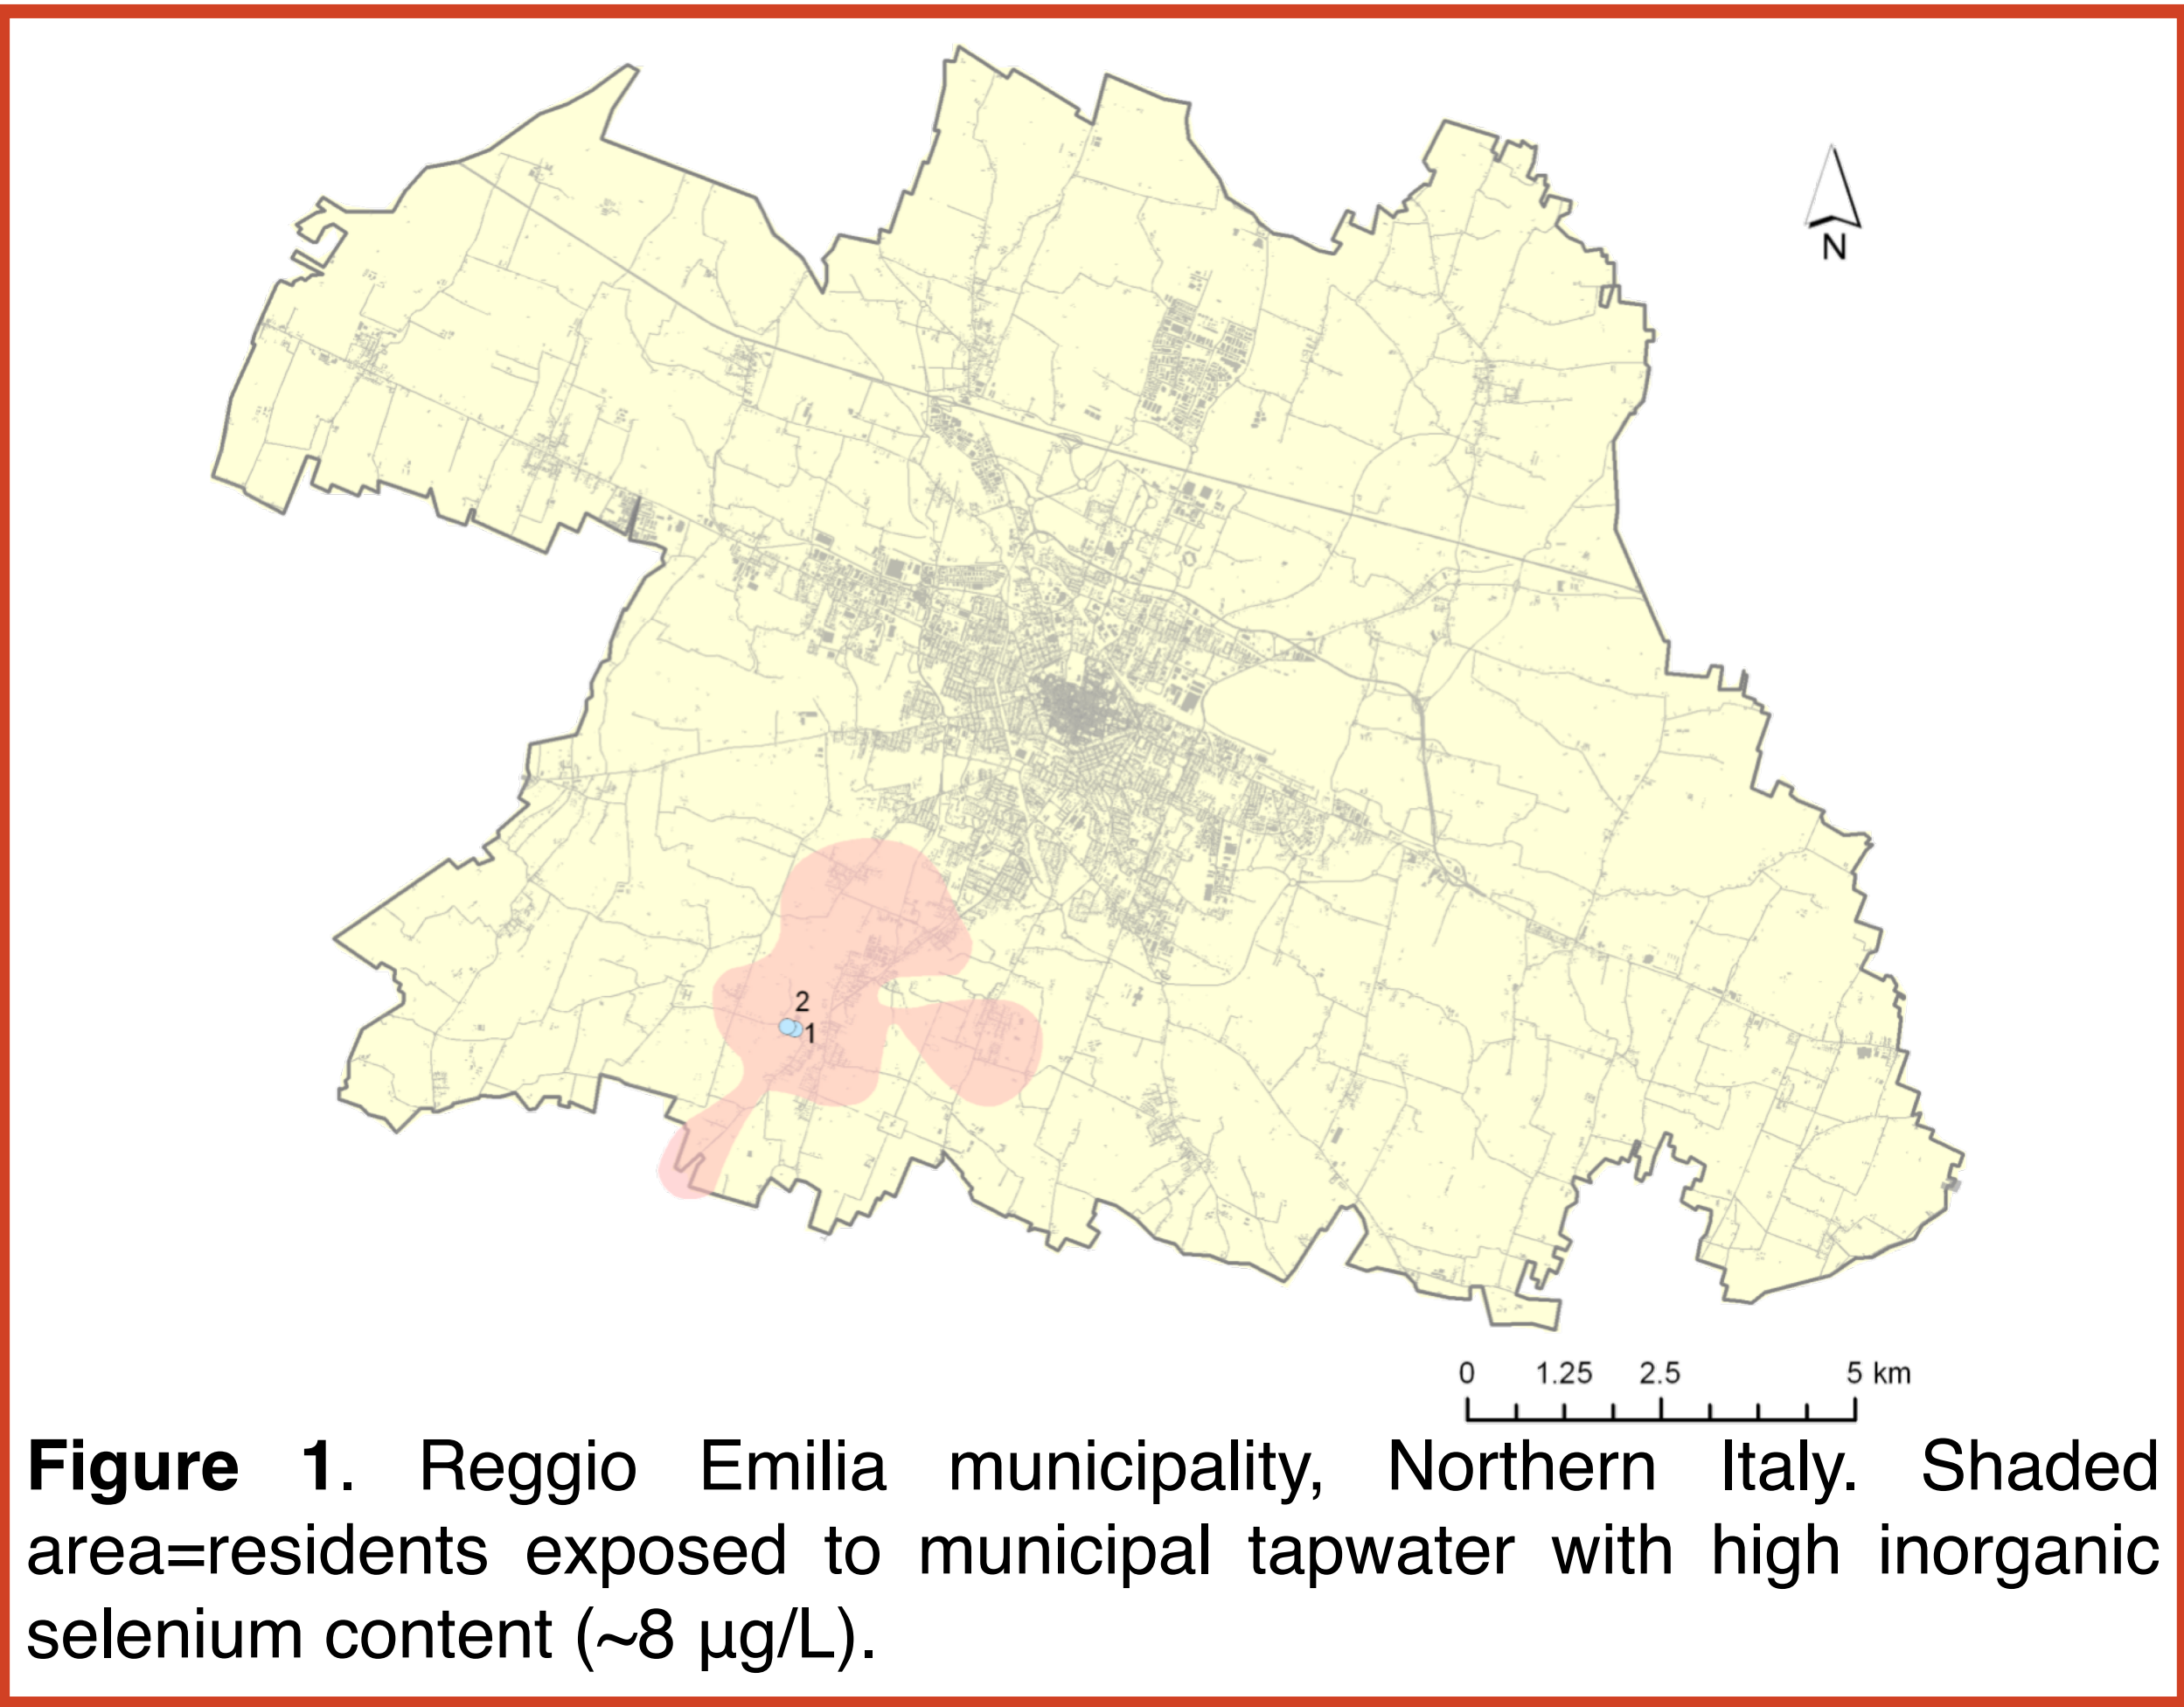 N
2
1
0 1.25 2.5 5 km
Figure 1. Reggio Emilia municipality, Northern Italy. Shaded
area=residents exposed to municipal tapwater with high inorganic
selenium content (~8 µg/L).